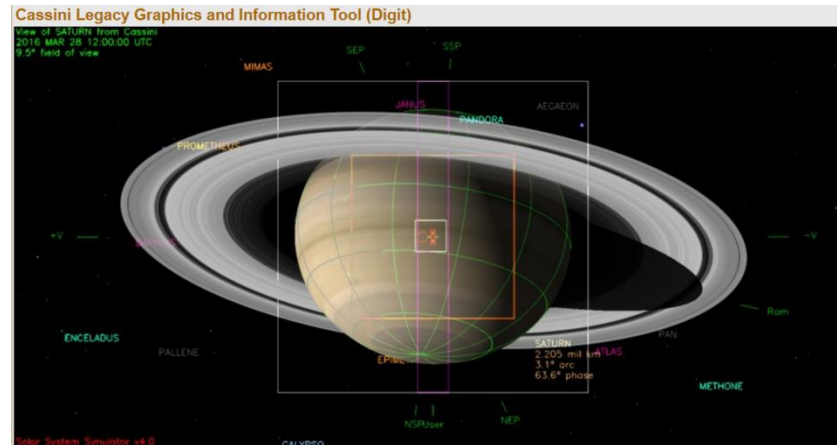 Cassini Legacy Graphics and Information Tool (Digit)
View of SATURN from Cassini
2016 MAR 28 12:00:00 UTC
9.5° field of view
SEP
SSP
MIMAS
JANUS
AEGAEON
PANDORA
PROMETHEUS
+V
-V
Ram
ENCELADUS
PALLENE
PAN
SATURN
ATLAS
2.205 mil km
3.1° arc
63.6° phase
METHONE
NSPUser
NEP
Solar System Simulator v4.0
CALYPSO